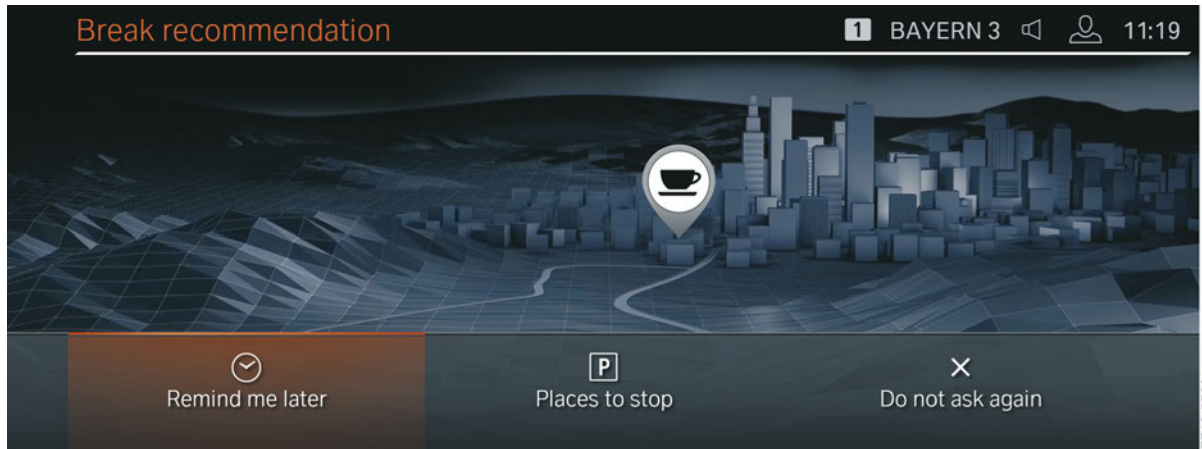 Break recommendation
1 BAYERN 3 11:19
P
Remind me later
Places to stop
Do not ask again